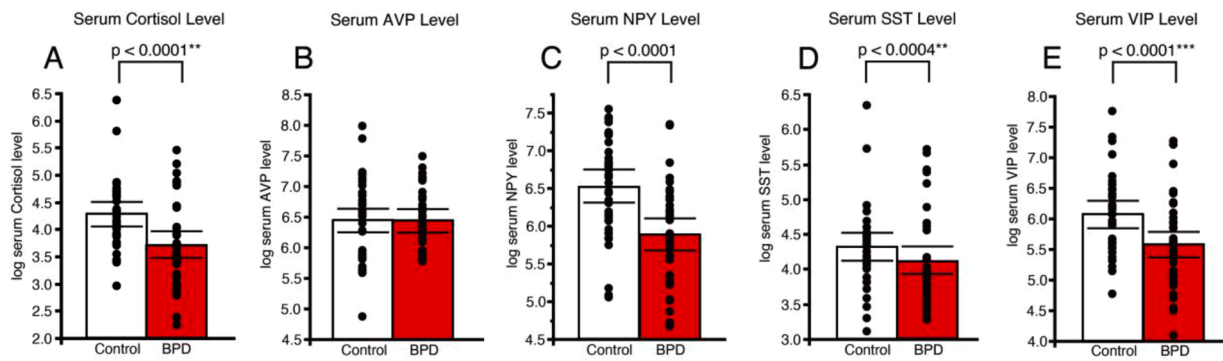 Serum Cortisol Level
A
p < 0.0001**
log serum Cortisol level
6.5
6.0
5.5
5.0
4.5
4.0
3.5
3.0
2.5
2.0
Control
BPD
Serum AVP Level
B
log serum AVP level
8.5
8.0
7.5
7.0
6.5
6.0
5.5
5.0
4.5
Control
BPD
Serum NPY Level
C
p < 0.0001
log serum NPY level
7.5
7.0
6.5
6.0
5.5
5.0
4.5
Control
BPD
Serum SST Level
D
p < 0.0004**
log serum SST level
6.5
6.0
5.5
5.0
4.5
4.0
3.5
3.0
Control
BPD
Serum VIP Level
E
p < 0.0001***
log serum VIP level
8.0
7.5
7.0
6.5
6.0
5.5
5.0
4.5
4.0
Control
BPD